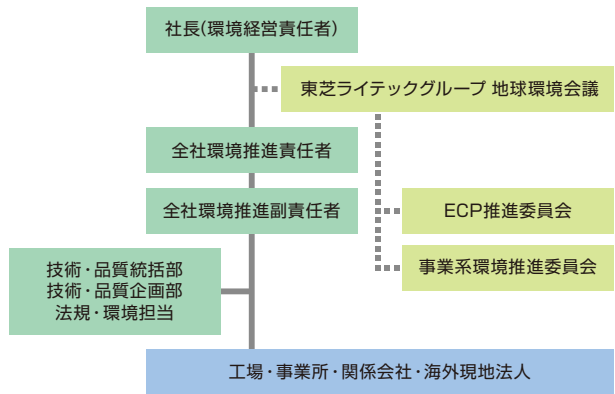 社長(環境経営責任者)
東芝ライテックグループ 地球環境会議
全社環境推進責任者
全社環境推進副責任者
ECP推進委員会
事業系環境推進委員会
技術・品質統括部
技術・品質企画部
法規・環境担当
工場・事業所・関係会社・海外現地法人